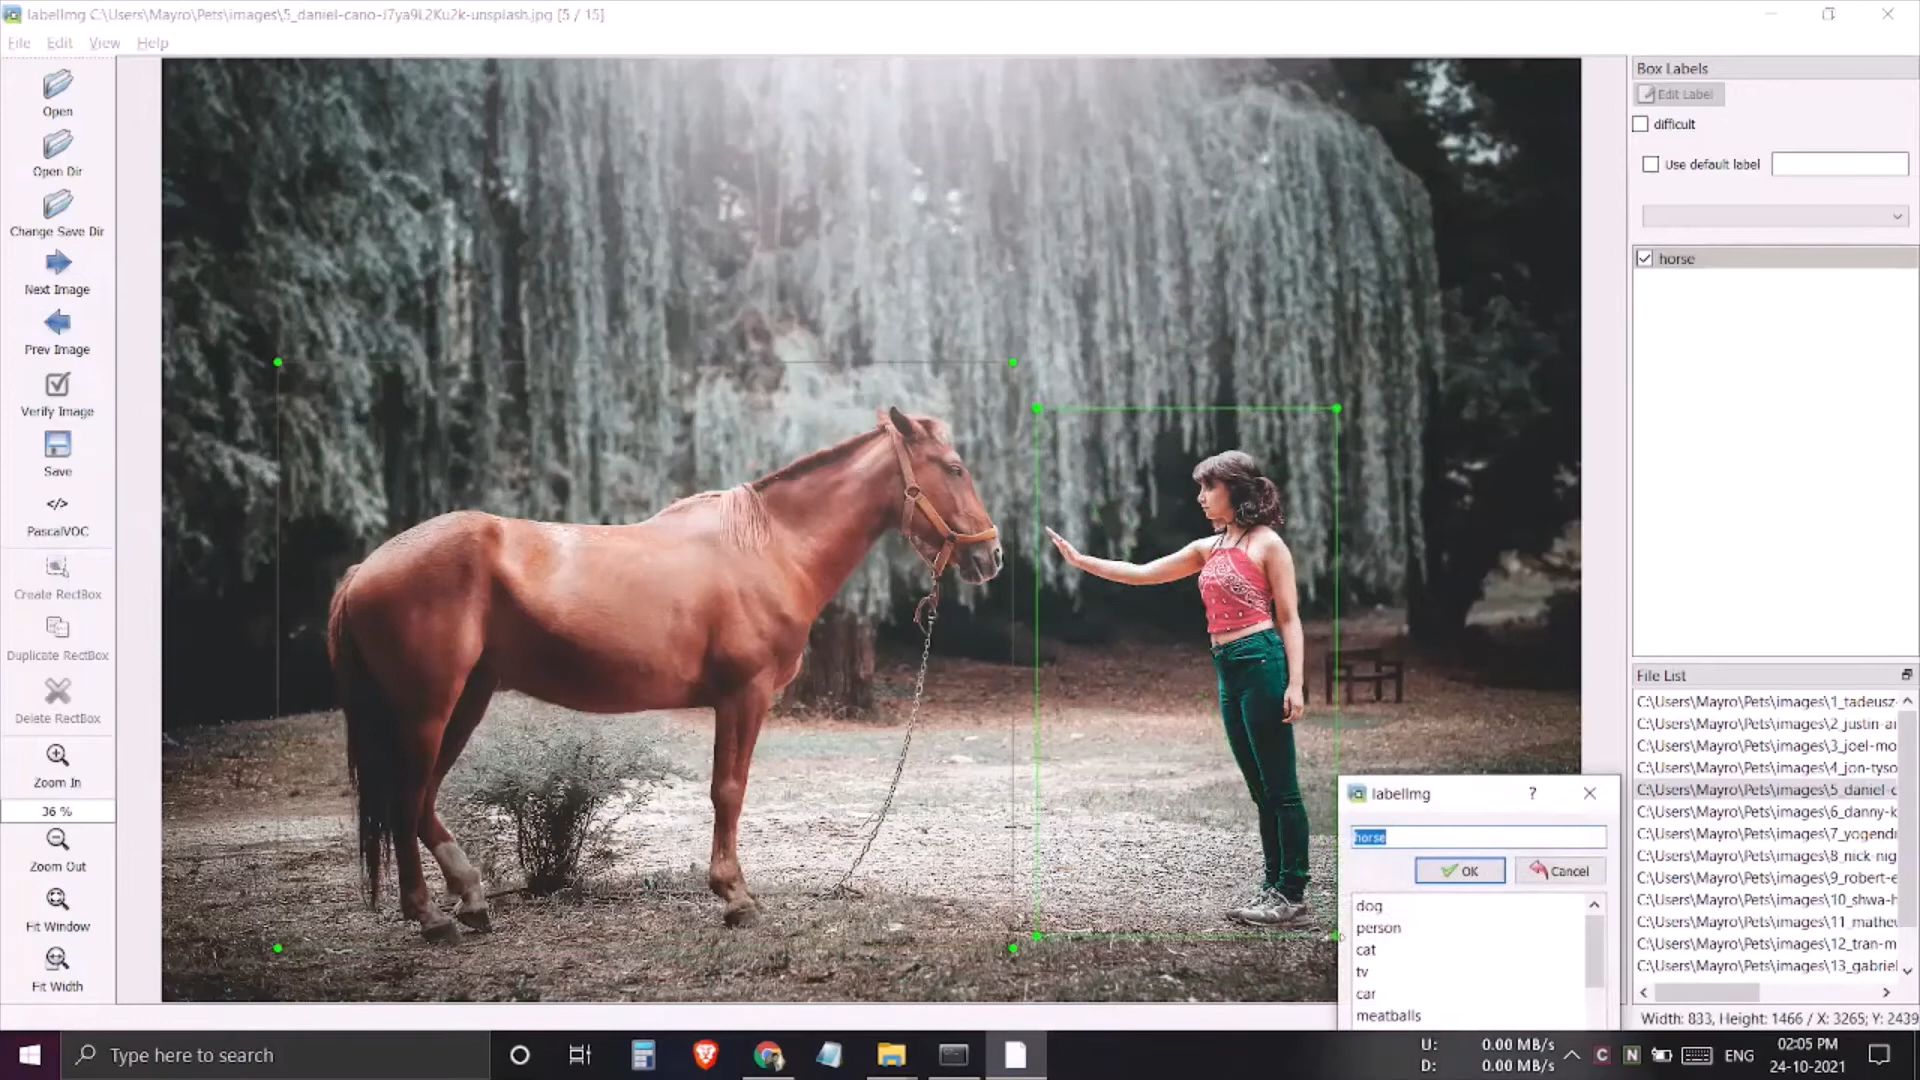 labelImg C:\Users\Mayro\Pets\images\5_daniel-cano-J7ya9L2Ku2k-unsplash.jpg [5 / 15]
File Edit View Help
Open
Open Dir
Change Save Dir
Next Image
Prev Image
Verify Image
Save
</>
PascalVOC
Create RectBox
Duplicate RectBox
Delete RectBox
Zoom In
36 %
Zoom Out
Fit Window
Fit Width
Box Labels
Edit Label
difficult
Use default label
horse
File List
C:\Users\Mayro\Pets\images\1_tadeusz-
C:\Users\Mayro\Pets\images\2_justin-ai
C:\Users\Mayro\Pets\images\3_joel-mo
C:\Users\Mayro\Pets\images\4_jon-tyso
C:\Users\Mayro\Pets\images\5_daniel-c
C:\Users\Mayro\Pets\images\6_danny-k
C:\Users\Mayro\Pets\images\7_yogendr
C:\Users\Mayro\Pets\images\8_nick-nig
C:\Users\Mayro\Pets\images\9_robert-e
C:\Users\Mayro\Pets\images\10_shwa-h
C:\Users\Mayro\Pets\images\11_mathew
C:\Users\Mayro\Pets\images\12_tran-m
C:\Users\Mayro\Pets\images\13_gabriel
Width: 833, Height: 1466 / X: 3265; Y: 2439
labelImg ?
horse
OK Cancel
dog
person
cat
tv
car
meatballs
Type here to search
U: 0.00 MB/s
D: 0.00 MB/s
C N ENG
02:05 PM
24-10-2021